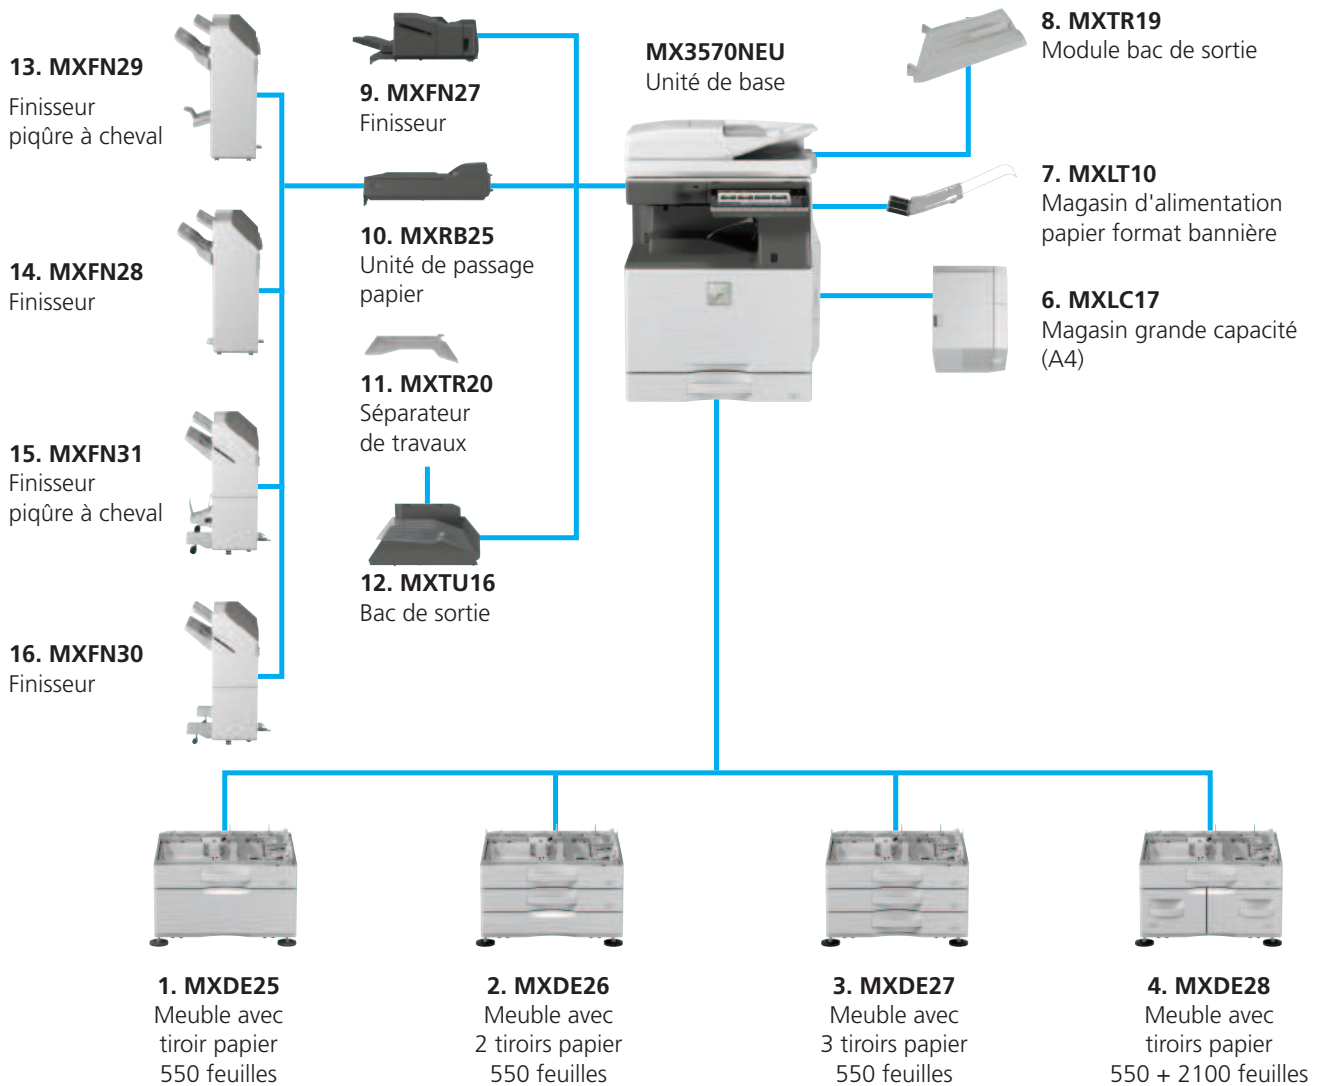 13. MXFN29
Finisseur
piqûre à cheval
14. MXFN28
Finisseur
15. MXFN31
Finisseur
piqûre à cheval
16. MXFN30
Finisseur
9. MXFN27
Finisseur
10. MXRB25
Unité de passage
papier
11. MXTR20
Séparateur
de travaux
12. MXTU16
Bac de sortie
MX3570NEU
Unité de base
8. MXTR19
Module bac de sortie
7. MXLT10
Magasin d'alimentation
papier format bannière
6. MXLC17
Magasin grande capacité
(A4)
1. MXDE25
Meuble avec
tiroir papier
550 feuilles
2. MXDE26
Meuble avec
2 tiroirs papier
550 feuilles
3. MXDE27
Meuble avec
3 tiroirs papier
550 feuilles
4. MXDE28
Meuble avec
tiroirs papier
550 + 2100 feuilles